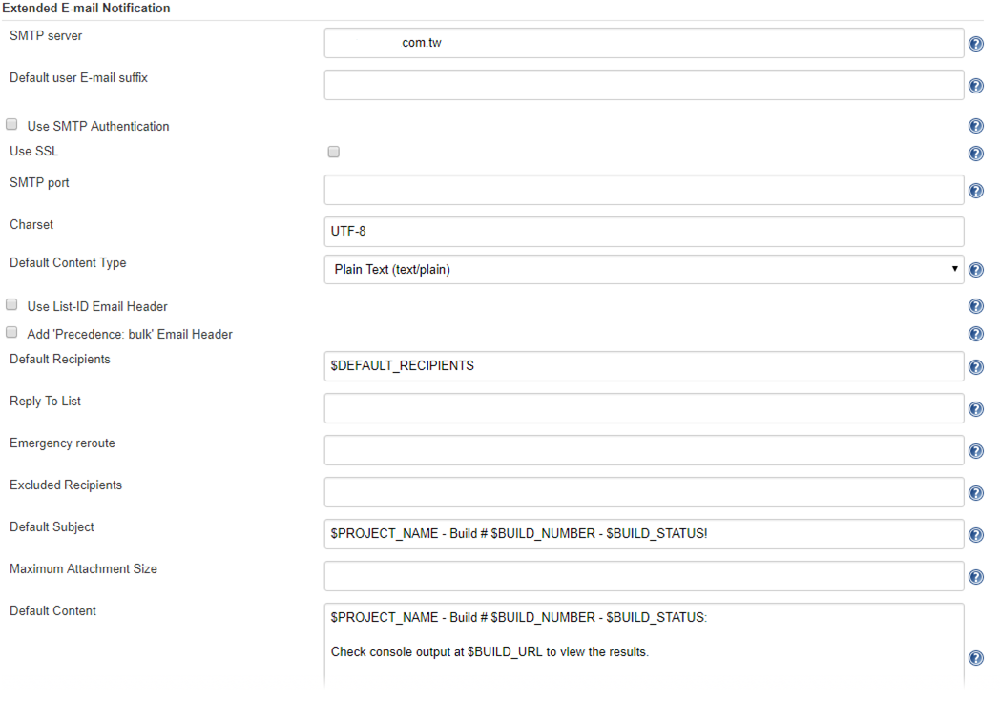 Extended E-mail Notification
SMTP server
com.tw
Default user E-mail suffix
Use SMTP Authentication
Use SSL
SMTP port
Charset
UTF-8
Default Content Type
Plain Text (text/plain)
Use List-ID Email Header
Add 'Precedence: bulk' Email Header
Default Recipients
$DEFAULT_RECIPIENTS
Reply To List
Emergency reroute
Excluded Recipients
Default Subject
$PROJECT_NAME - Build # $BUILD_NUMBER - $BUILD_STATUS!
Maximum Attachment Size
Default Content
$PROJECT_NAME - Build # $BUILD_NUMBER - $BUILD_STATUS:
Check console output at $BUILD_URL to view the results.